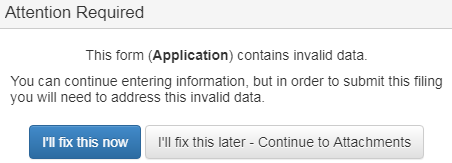 Attention Required
This form (Application) contains invalid data.
You can continue entering information, but in order to submit this filing
you will need to address this invalid data.
I'll fix this now
I'll fix this later - Continue to Attachments